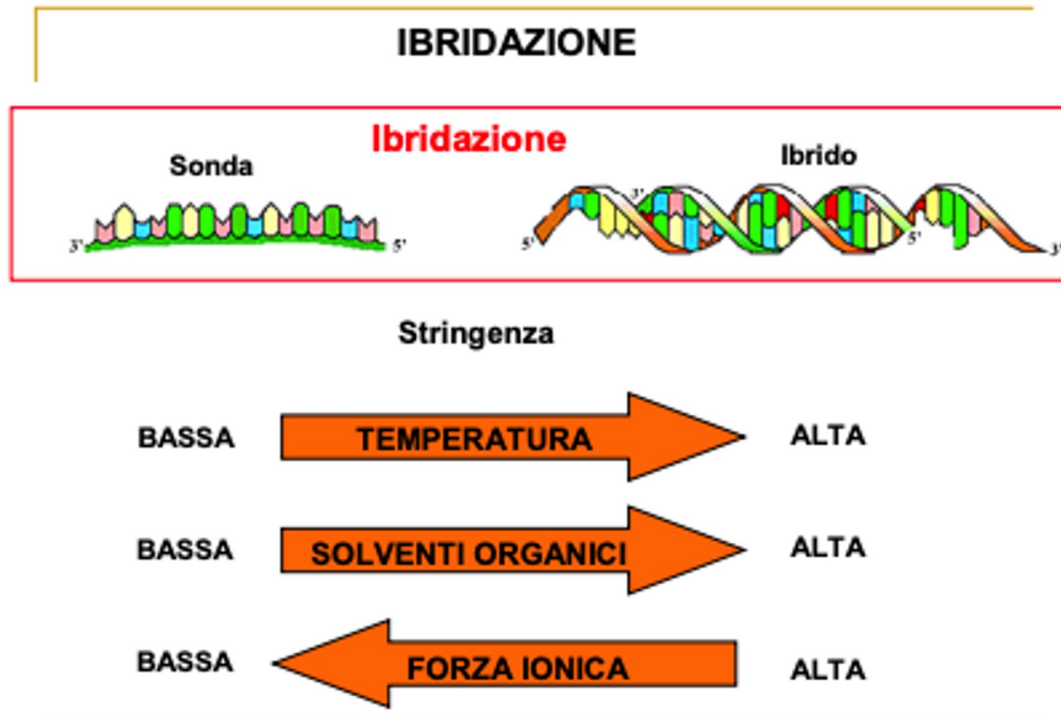 IBRIDAZIONE
Ibridazione
Sonda
Ibrido
3'
5'
5'
3'
5'
3'
Stringenza
BASSA TEMPERATURA ALTA
BASSA SOLVENTI ORGANICI ALTA
BASSA FORZA IONICA ALTA